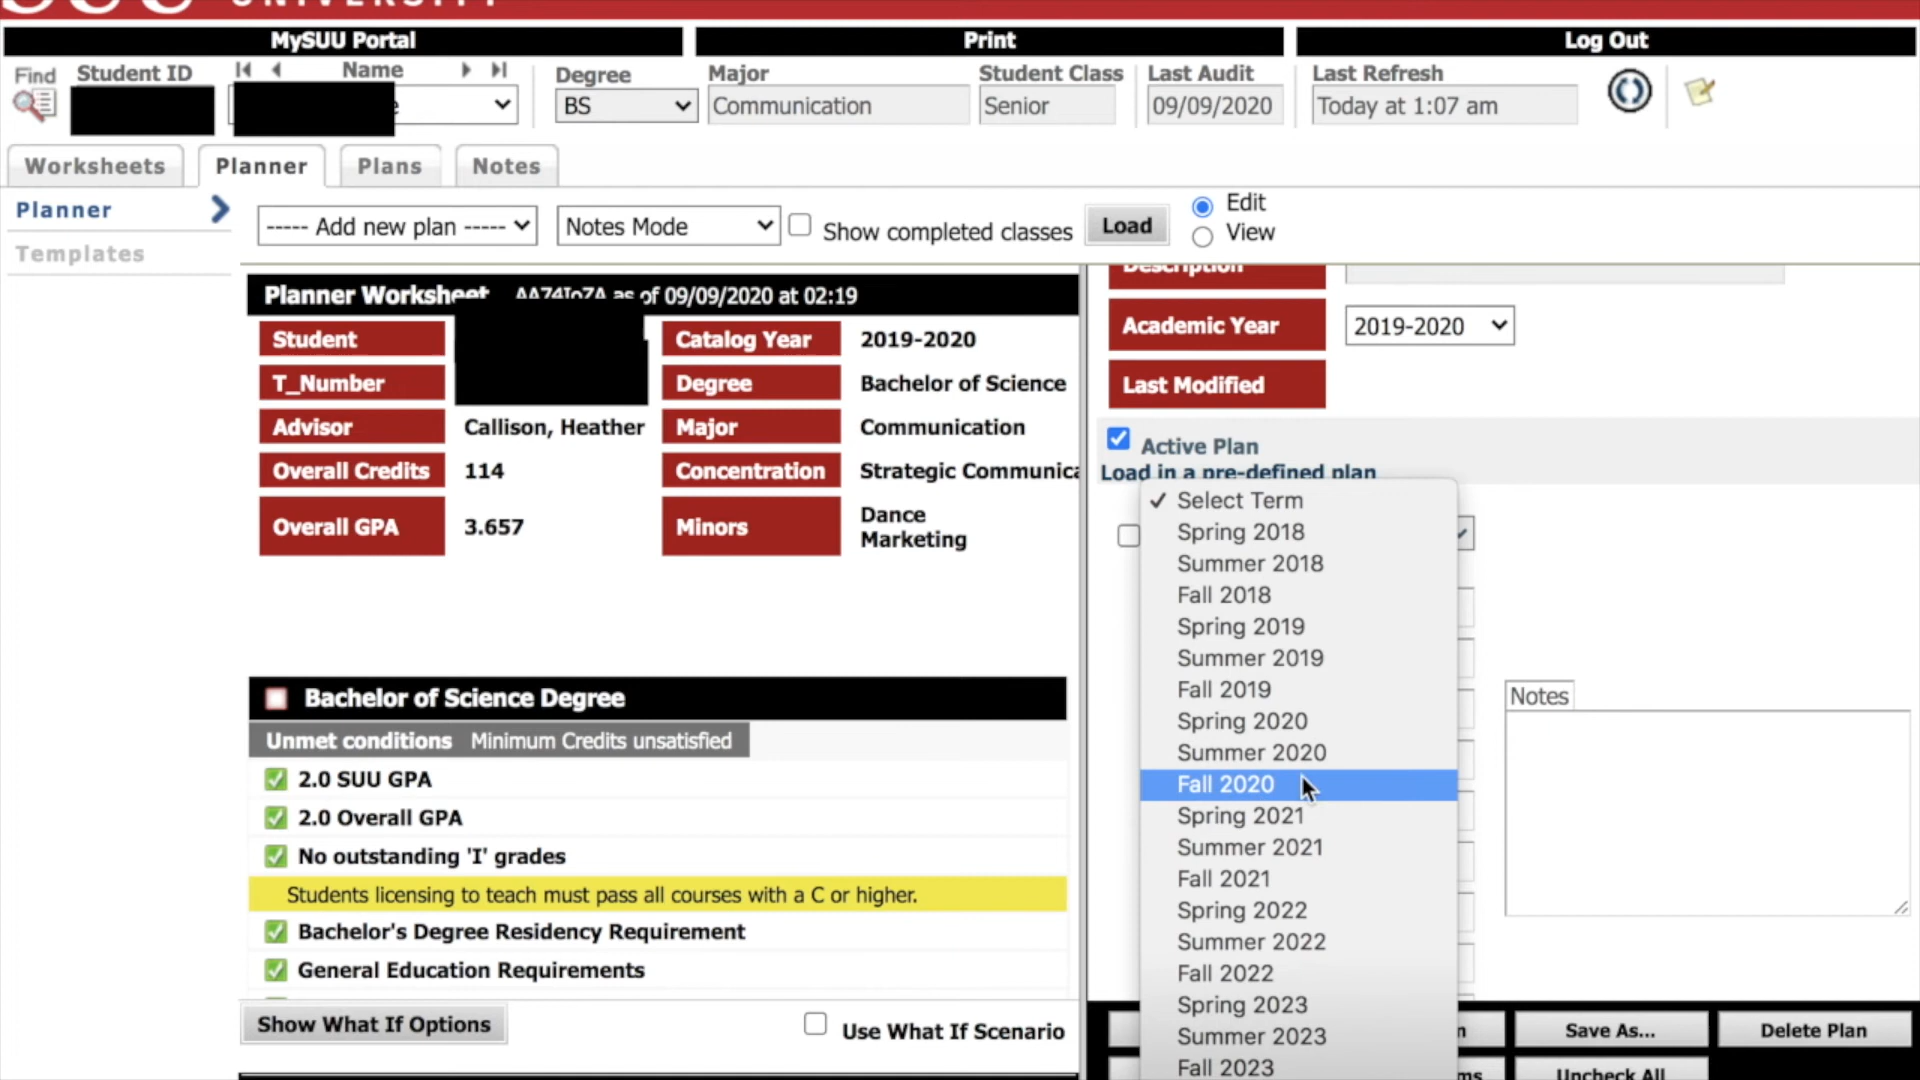 UNIVERSITY
MySUU Portal
Print
Log Out
Find
Student ID
Name
Degree
Major
Student Class
Last Audit
Last Refresh
BS
Communication
Senior
09/09/2020
Today at 1:07 am
Worksheets
Planner
Plans
Notes
Planner
Templates
----- Add new plan -----
Notes Mode
Show completed classes
Load
Edit
View
Planner Worksheet as of 09/09/2020 at 02:19
Student
T_Number
Advisor Callison, Heather
Overall Credits 114
Overall GPA 3.657
Catalog Year 2019-2020
Degree Bachelor of Science
Major Communication
Concentration Strategic Communica
Minors Dance
Marketing
Bachelor of Science Degree
Unmet conditions Minimum Credits unsatisfied
2.0 SUU GPA
2.0 Overall GPA
No outstanding 'I' grades
Students licensing to teach must pass all courses with a C or higher.
Bachelor's Degree Residency Requirement
General Education Requirements
Show What If Options
Use What If Scenario
Description
Academic Year 2019-2020
Last Modified
Active Plan
Load in a pre-defined plan
✓ Select Term
Spring 2018
Summer 2018
Fall 2018
Spring 2019
Summer 2019
Fall 2019
Spring 2020
Summer 2020
Fall 2020
Spring 2021
Summer 2021
Fall 2021
Spring 2022
Summer 2022
Fall 2022
Spring 2023
Summer 2023
Fall 2023
Notes
Save As...
Delete Plan
Uncheck All